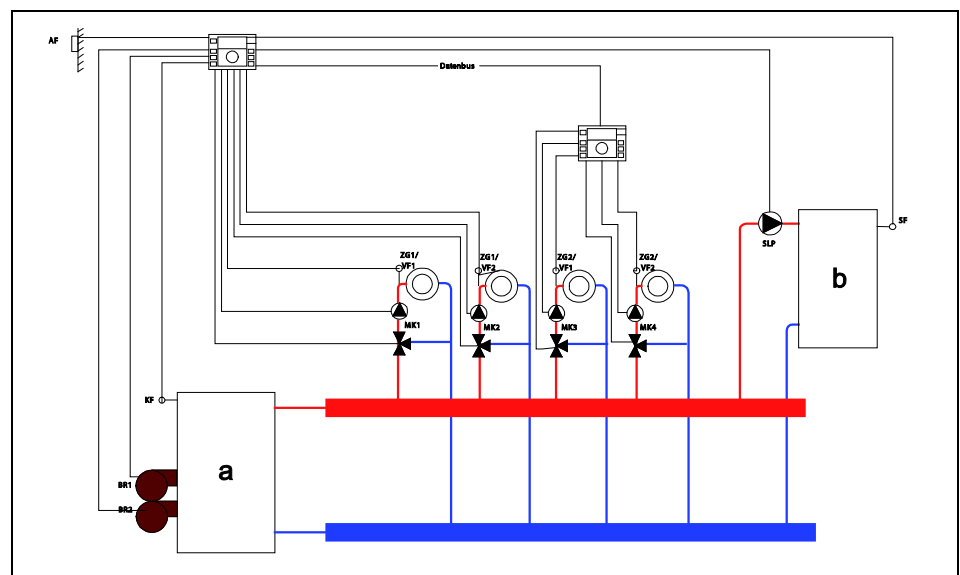 AF
Datenbus
SF
SLP
ZG1/
VF1
ZG1/
VF2
ZG2/
VF1
ZG2/
VF2
b
MK1
MK2
MK3
MK4
KF
a
BR1
BR2